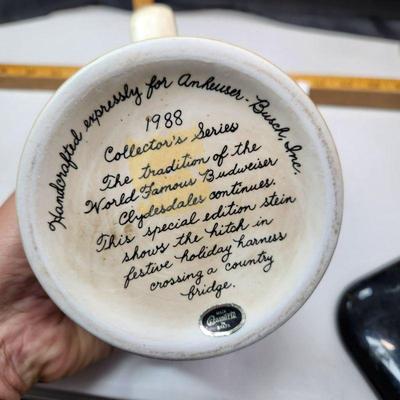 Handcrafted expressly for Anheuser-Busch, Inc.
1988
Collector's Series
The tradition of the
World Famous Budweiser
Clydesdales continues.
This special edition stein
shows the hitch in
festive holiday harness
crossing a country
bridge.